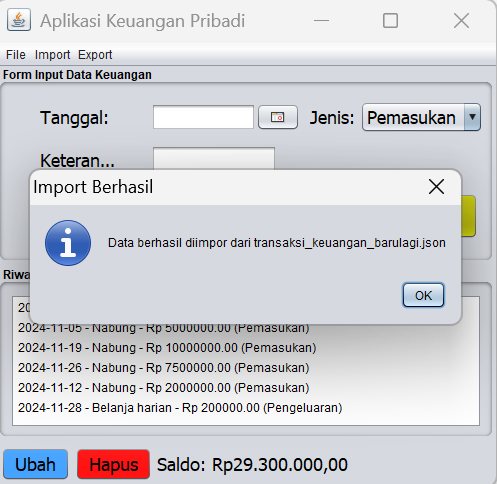 Aplikasi Keuangan Pribadi
File Import Export
Form Input Data Keuangan
Tanggal: Jenis: Pemasukan
Keteran...
Import Berhasil
Data berhasil diimpor dari transaksi_keuangan_barulagi.json
OK
2024-11-05 - Nabung - Rp 5000000.00 (Pemasukan)
2024-11-19 - Nabung - Rp 10000000.00 (Pemasukan)
2024-11-26 - Nabung - Rp 7500000.00 (Pemasukan)
2024-11-12 - Nabung - Rp 2000000.00 (Pemasukan)
2024-11-28 - Belanja harian - Rp 200000.00 (Pengeluaran)
Ubah Hapus Saldo: Rp29.300.000,00